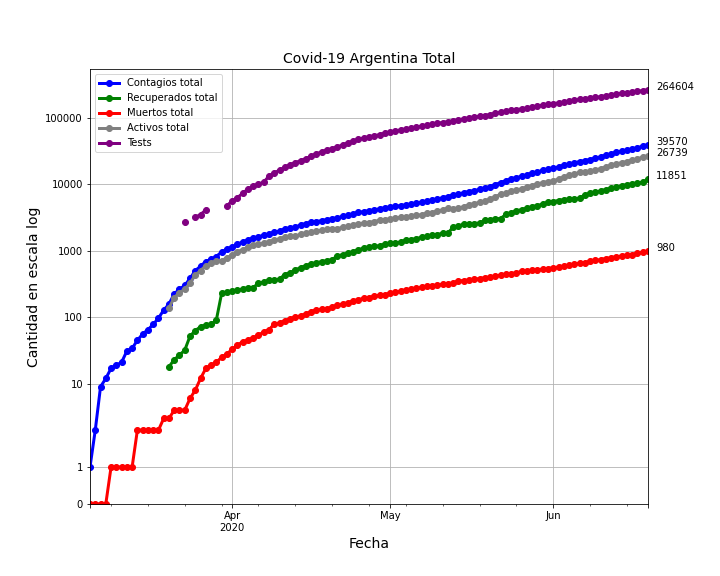 Covid-19 Argentina Total
Contagios total
Recuperados total
Muertos total
Activos total
Tests
Cantidad en escala log
100000
10000
1000
100
10
1
0
264604
39570
26739
11851
980
Apr
2020
May
Jun
Fecha